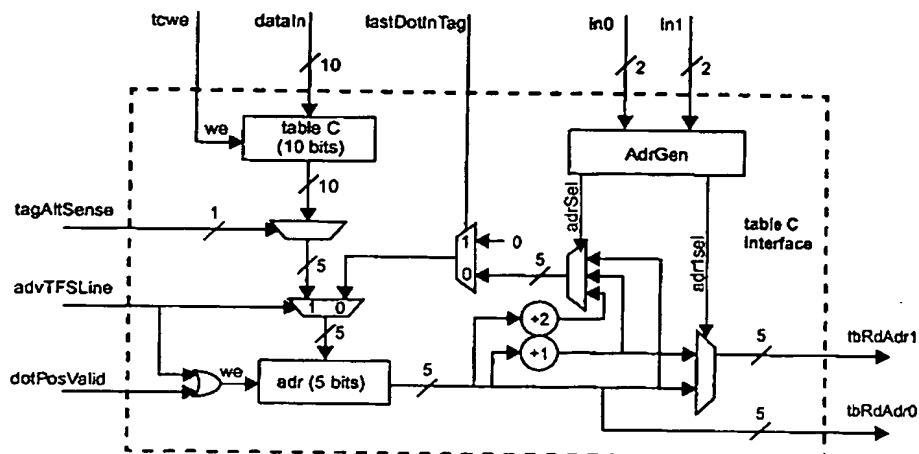 tcwe
dataIn
lastDotInTag
In0
In1
10
2
2
we
table C
(10 bits)
AdrGen
10
adrSel
adr1sel
table C
Interface
tagAltSense
1
1
0
0
5
5
advTFSLine
1 0
+2
5
+1
5
tbRdAdr1
we
adr (5 bits)
5
dotPosValid
5
tbRdAdr0